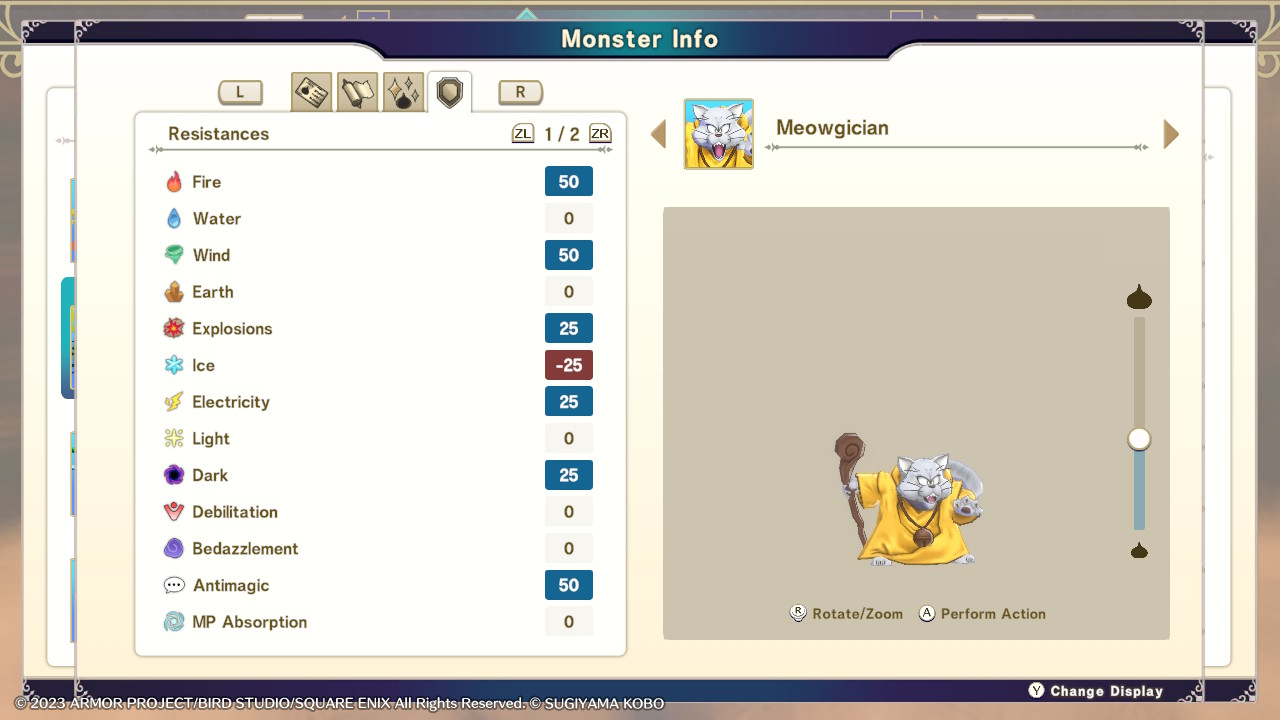 Monster Info
L
R
Resistances
ZL 1 / 2 ZR
Fire 50
Water 0
Wind 50
Earth 0
Explosions 25
Ice -25
Electricity 25
Light 0
Dark 25
Debilitation 0
Bedazzlement 0
Antimagic 50
MP Absorption 0
Meowgician
R Rotate/Zoom A Perform Action
Y Change Display
© 2023 ARMOR PROJECT/BIRD STUDIO/SQUARE ENIX All Rights Reserved. © SUGIYAMA KOBO